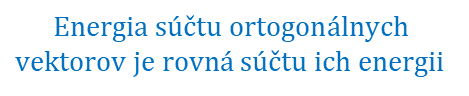 Energia súčtu ortogonálnych
vektorov je rovná súčtu ich energii